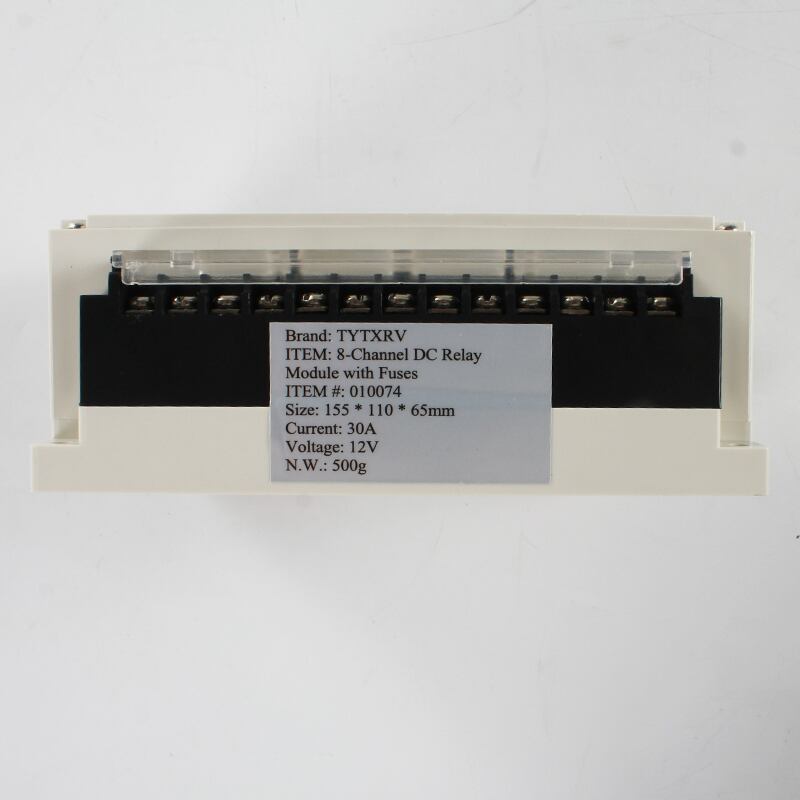 Brand: TYTXRV
ITEM: 8-Channel DC Relay
Module with Fuses
ITEM #: 010074
Size: 155 * 110 * 65mm
Current: 30A
Voltage: 12V
N.W.: 500g